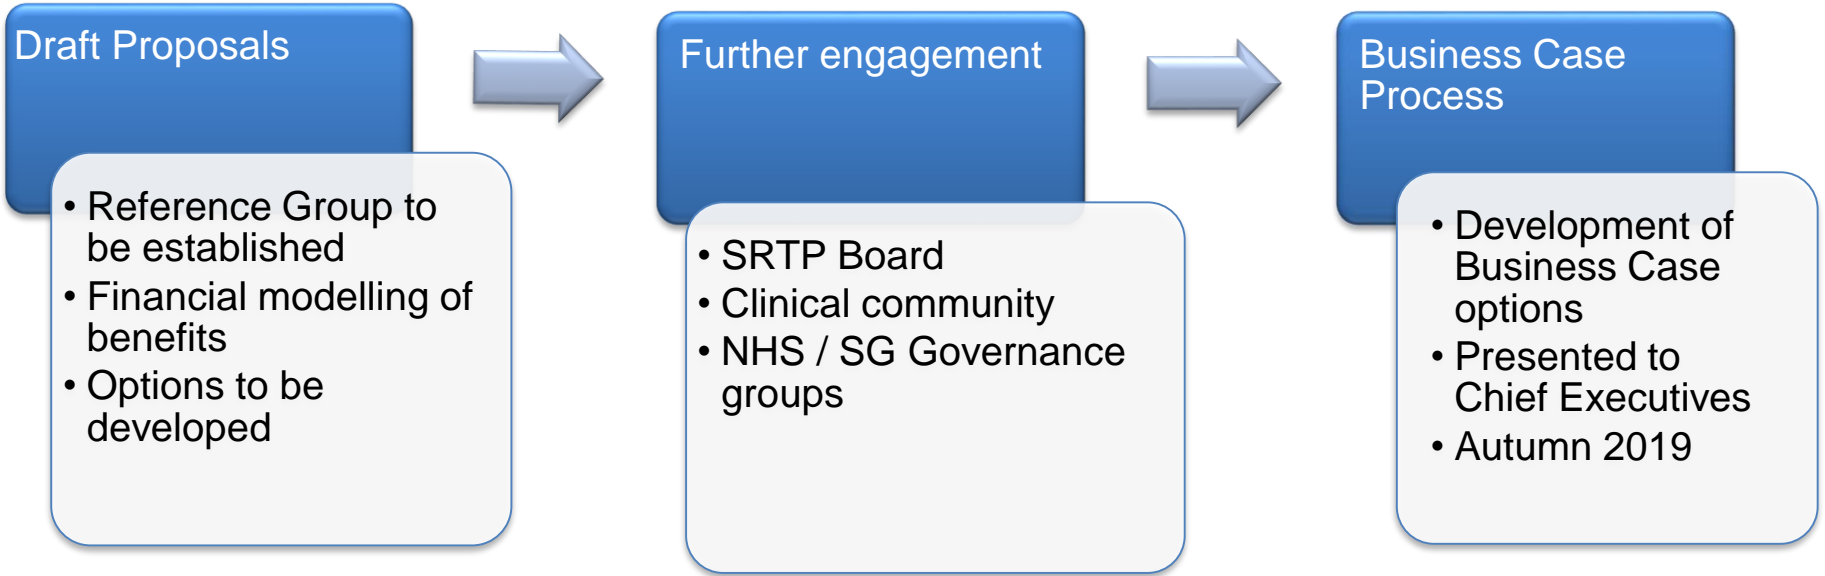 Draft Proposals
• Reference Group to
be established
• Financial modelling of
benefits
• Options to be
developed
Further engagement
• SRTP Board
• Clinical community
• NHS / SG Governance
groups
Business Case
Process
• Development of
Business Case
options
• Presented to
Chief Executives
• Autumn 2019